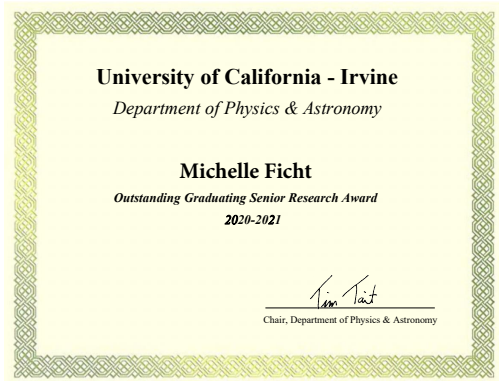 University of California - Irvine
Department of Physics & Astronomy
Michelle Ficht
Outstanding Graduating Senior Research Award
2020-2021
Tim Tait
Chair, Department of Physics & Astronomy